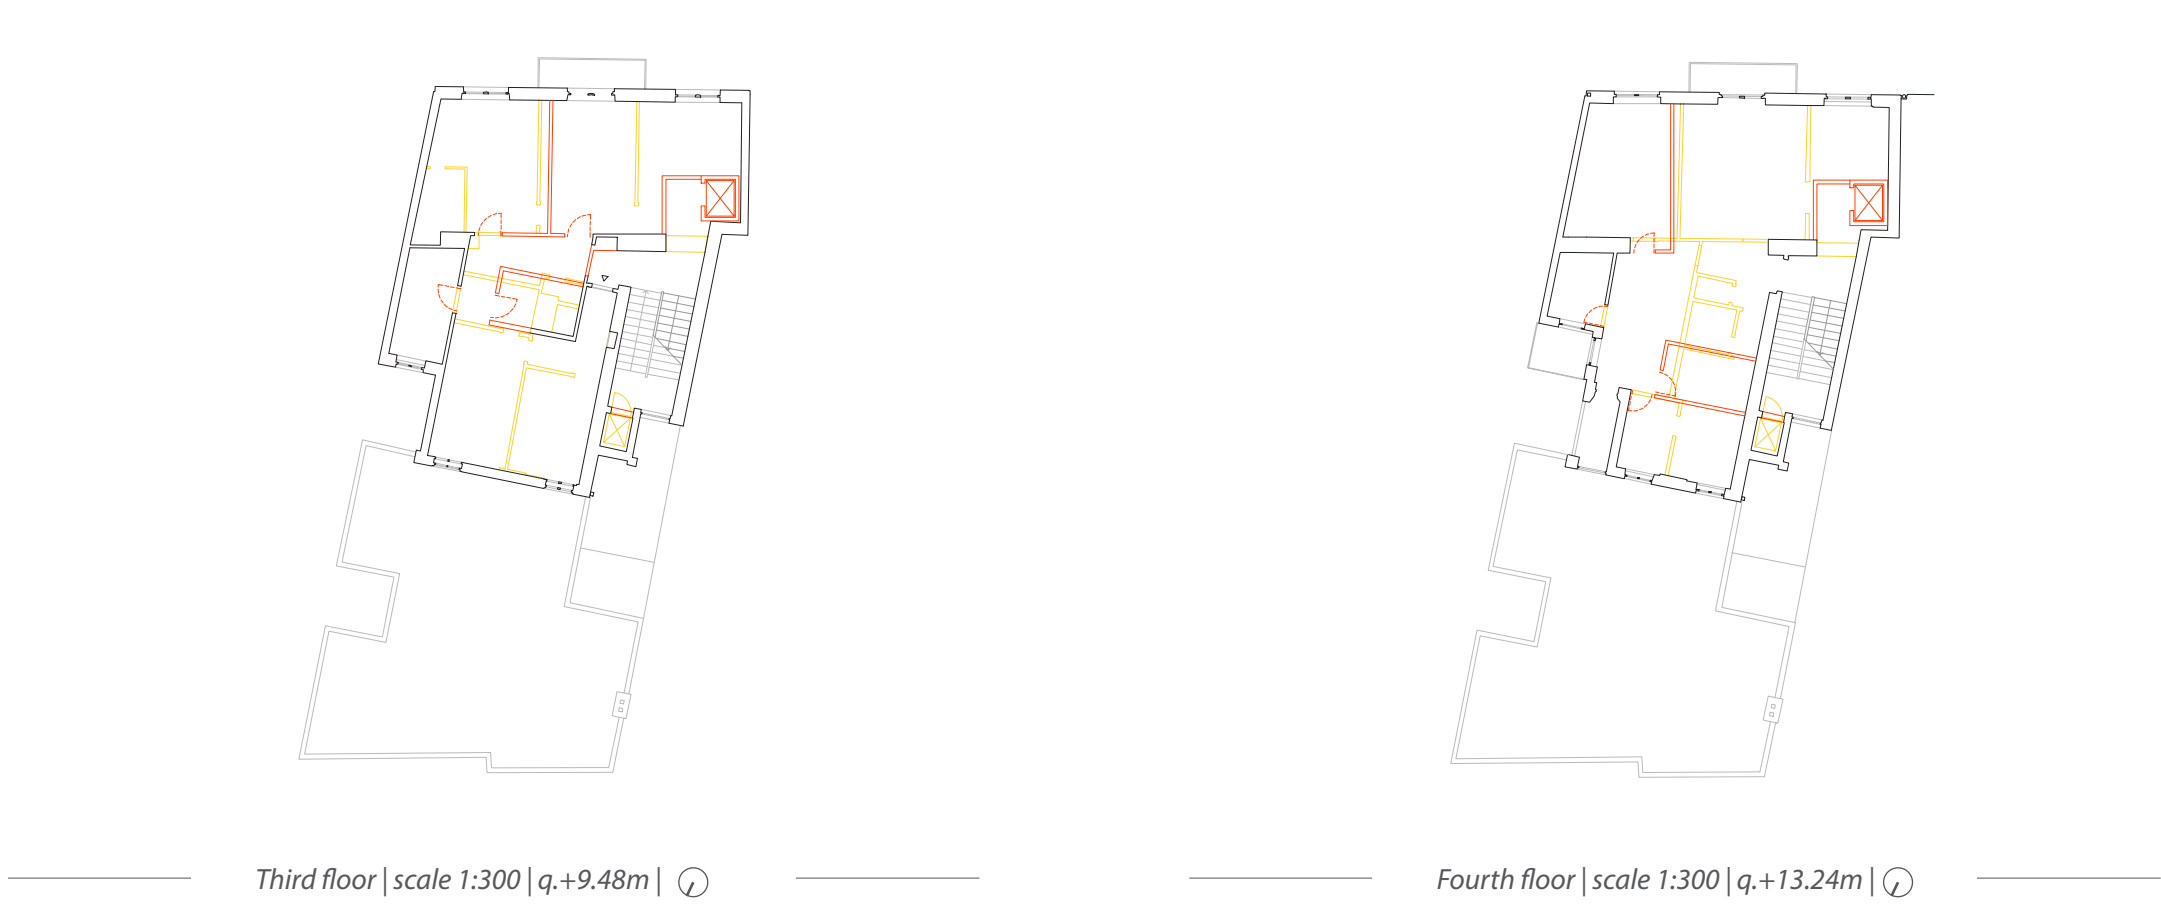 Third floor | scale 1:300 | q.+9.48m |
Fourth floor | scale 1:300 | q.+13.24m |